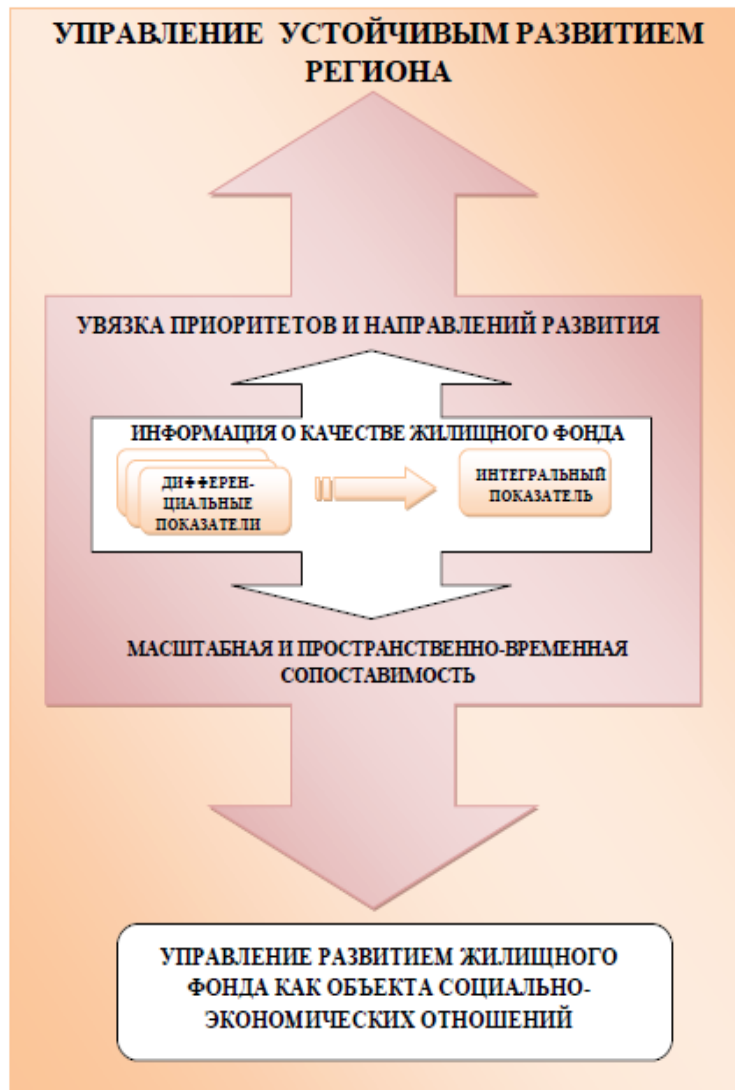 УПРАВЛЕНИЕ УСТОЙЧИВЫМ РАЗВИТИЕМ
РЕГИОНА
УВЯЗКА ПРИОРИТЕТОВ И НАПРАВЛЕНИЙ РАЗВИТИЯ
ИНФОРМАЦИЯ О КАЧЕСТВЕ ЖИЛИЩНОГО ФОНДА
ДИФФЕРЕН-
ЦИАЛЬНЫЕ
ПОКАЗАТЕЛИ
ИНТЕГРАЛЬНЫЙ
ПОКАЗАТЕЛЬ
МАСШТАБНАЯ И ПРОСТРАНСТВЕННО-ВРЕМЕННАЯ
СОПОСТАВИМОСТЬ
УПРАВЛЕНИЕ РАЗВИТИЕМ ЖИЛИЩНОГО
ФОНДА КАК ОБЪЕКТА СОЦИАЛЬНО-
ЭКОНОМИЧЕСКИХ ОТНОШЕНИЙ